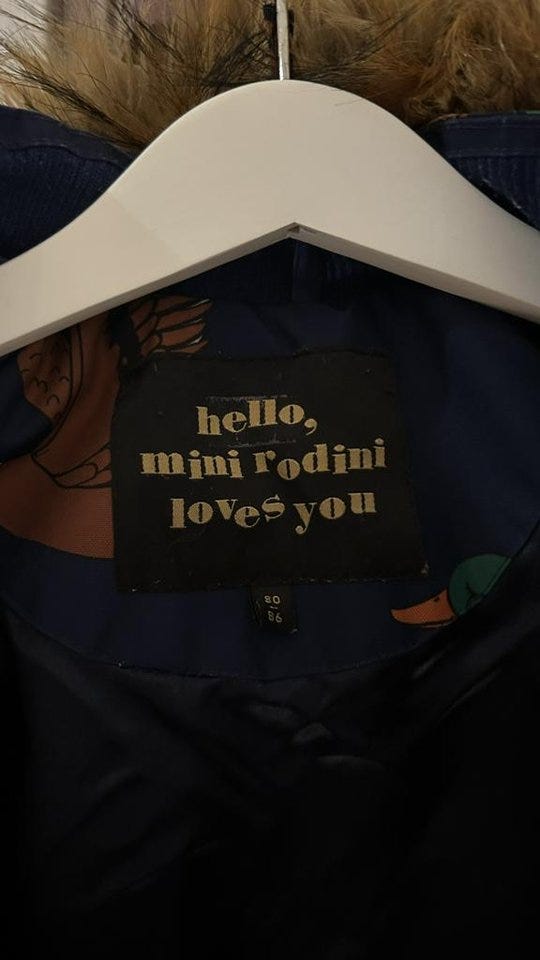 hello,
mini rodini
loves you
80
86